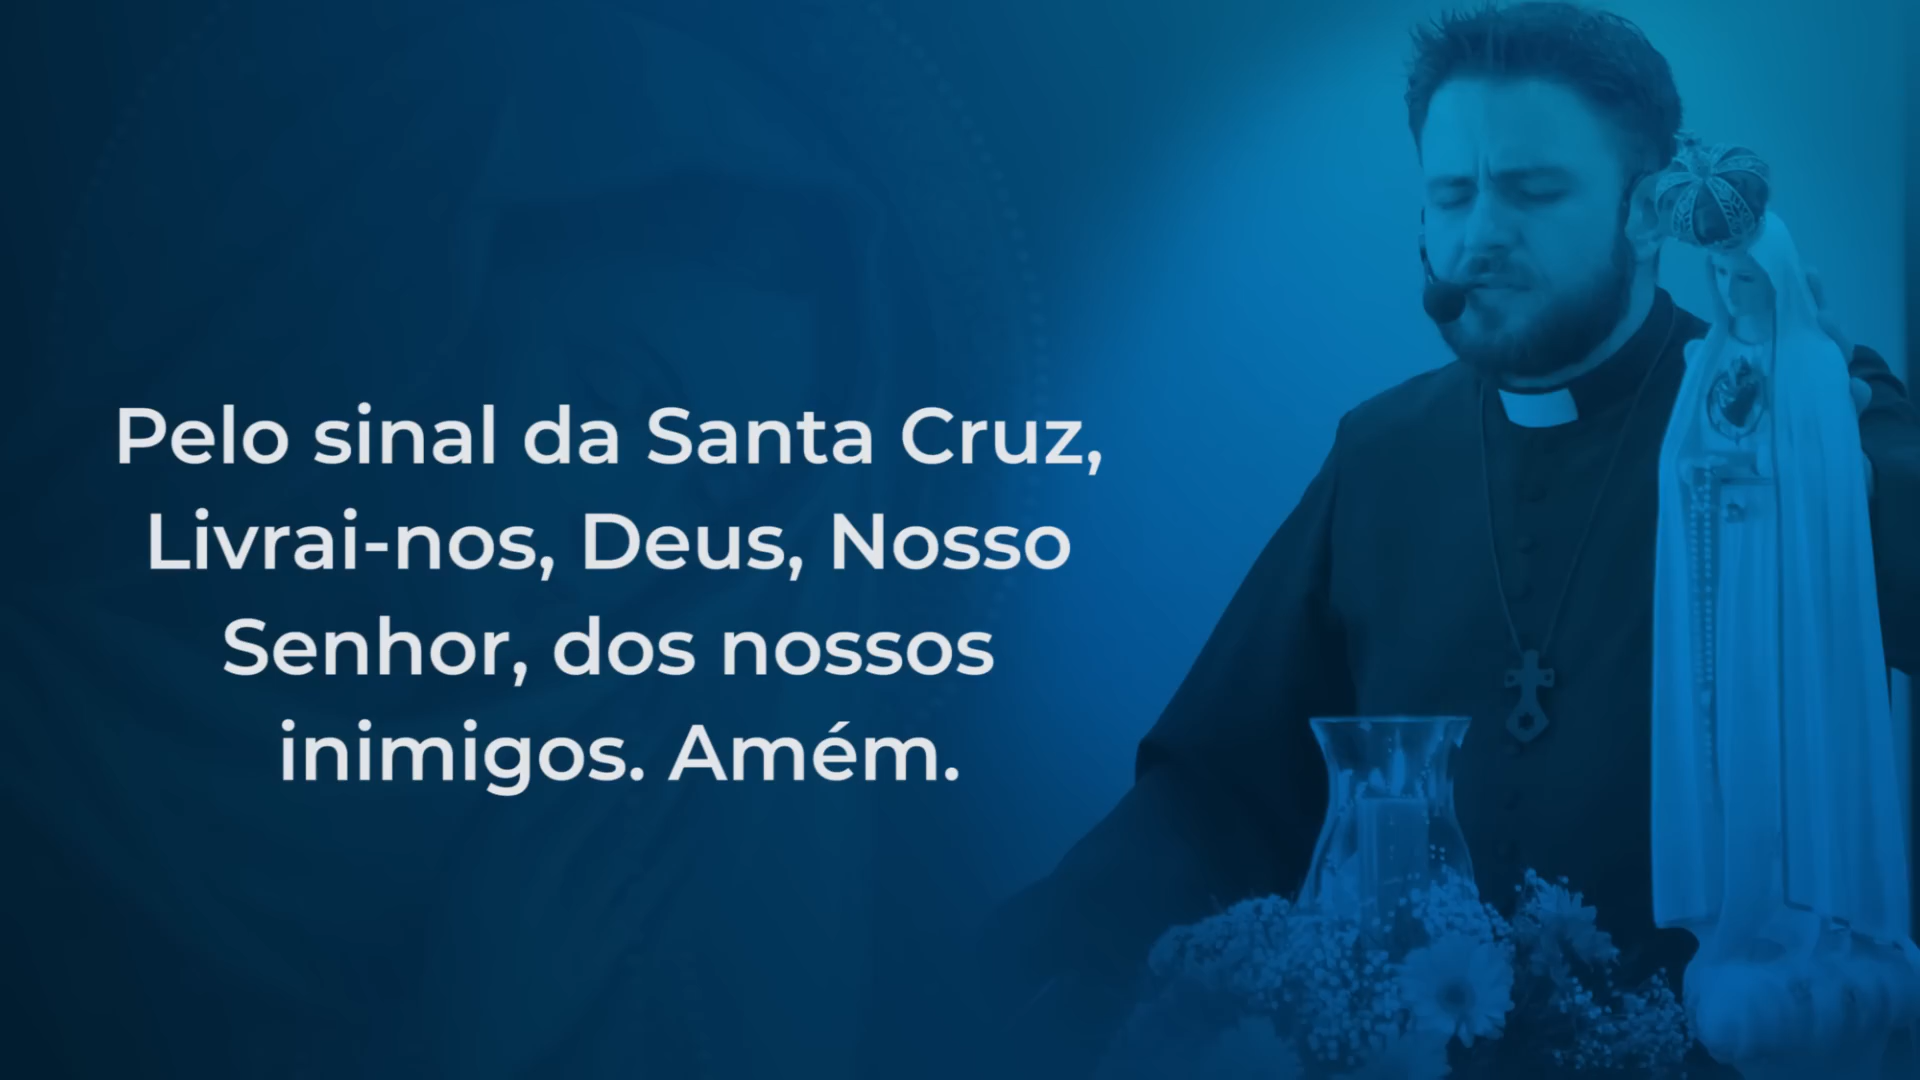 Pelo sinal da Santa Cruz,
Livrai-nos, Deus, Nosso
Senhor, dos nossos
inimigos. Amém.